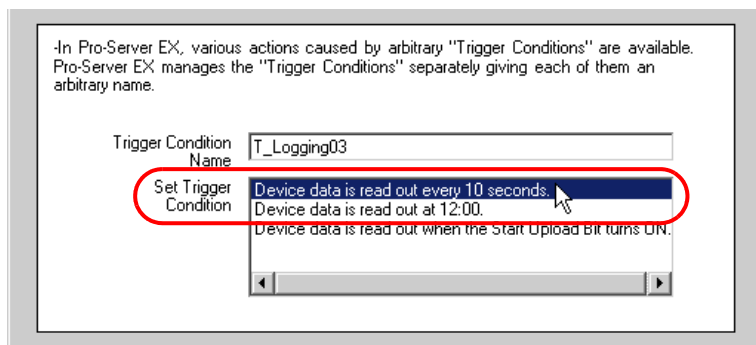 -In Pro-Server EX, various actions caused by arbitrary "Trigger Conditions" are available.
Pro-Server EX manages the "Trigger Conditions" separately giving each of them an
arbitrary name.
Trigger Condition
Name
T_Logging03
Set Trigger
Condition
Device data is read out every 10 seconds.
Device data is read out at 12:00.
Device data is read out when the Start Upload Bit turns ON.